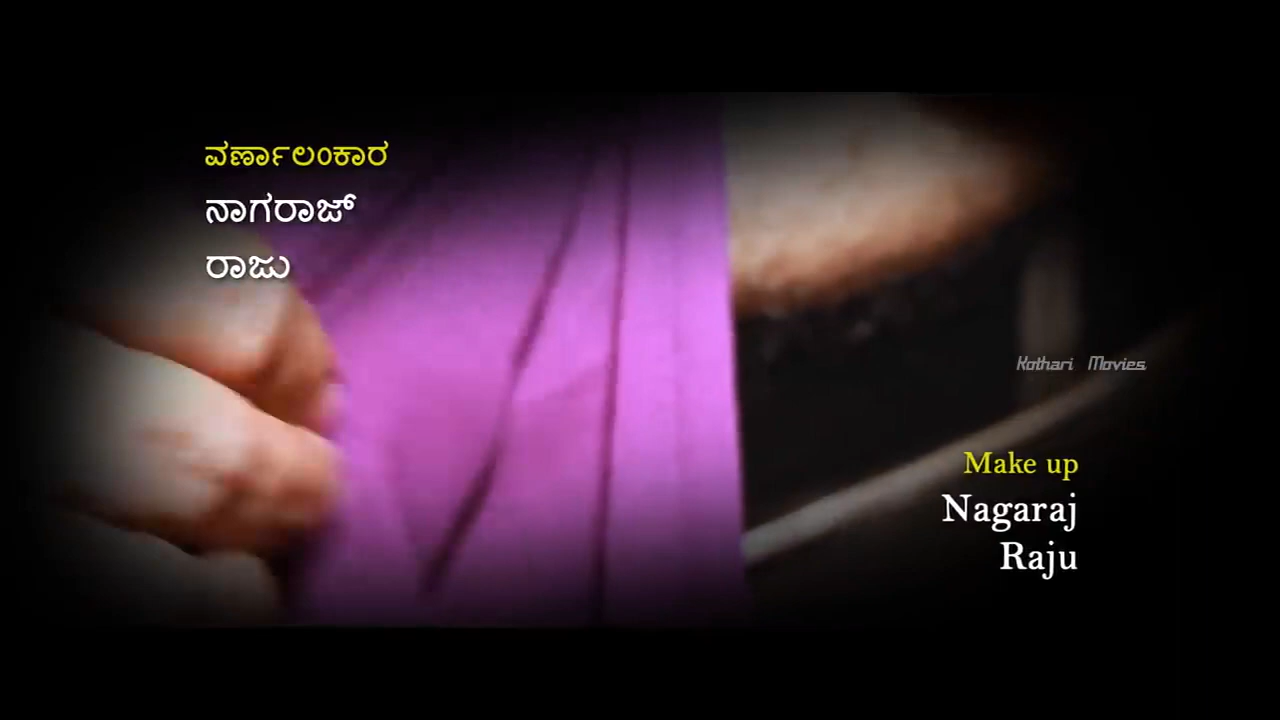 ವರ್ಣಾಲಂಕಾರ
ನಾಗರಾಜ್
ರಾಜು
Kothari Movies
Make up
Nagaraj
Raju